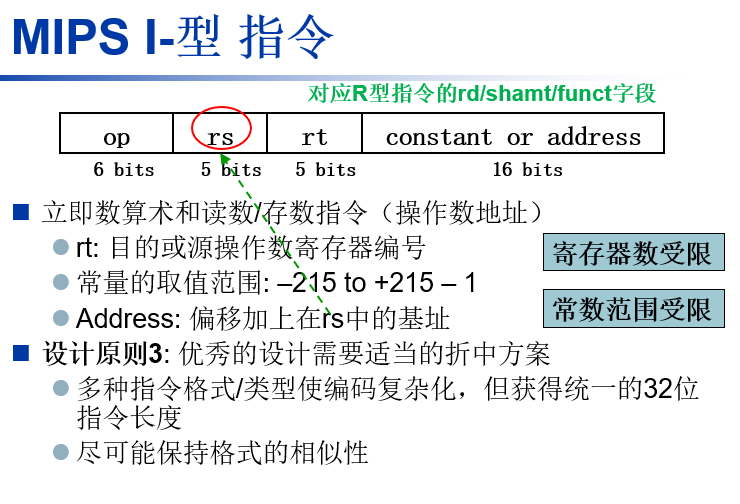 MIPS I-型 指令
对应R型指令的rd/shamt/funct字段
op rs rt constant or address
6 bits 5 bits 5 bits 16 bits
立即数算术和读数/存数指令（操作数地址）
rt: 目的或源操作数寄存器编号
寄存器数受限
常量的取值范围: –215 to +215 – 1
常数范围受限
Address: 偏移加上在rs中的基址
设计原则3: 优秀的设计需要适当的折中方案
多种指令格式/类型使编码复杂化，但获得统一的32位
指令长度
尽可能保持格式的相似性